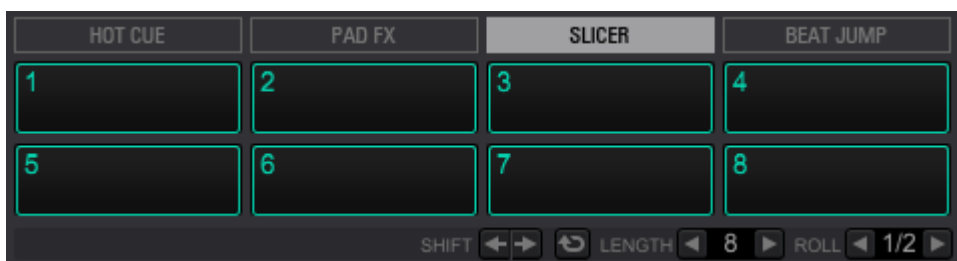 HOT CUE PAD FX SLICER BEAT JUMP
1 2 3 4
5 6 7 8
SHIFT LENGTH 8 ROLL 1/2